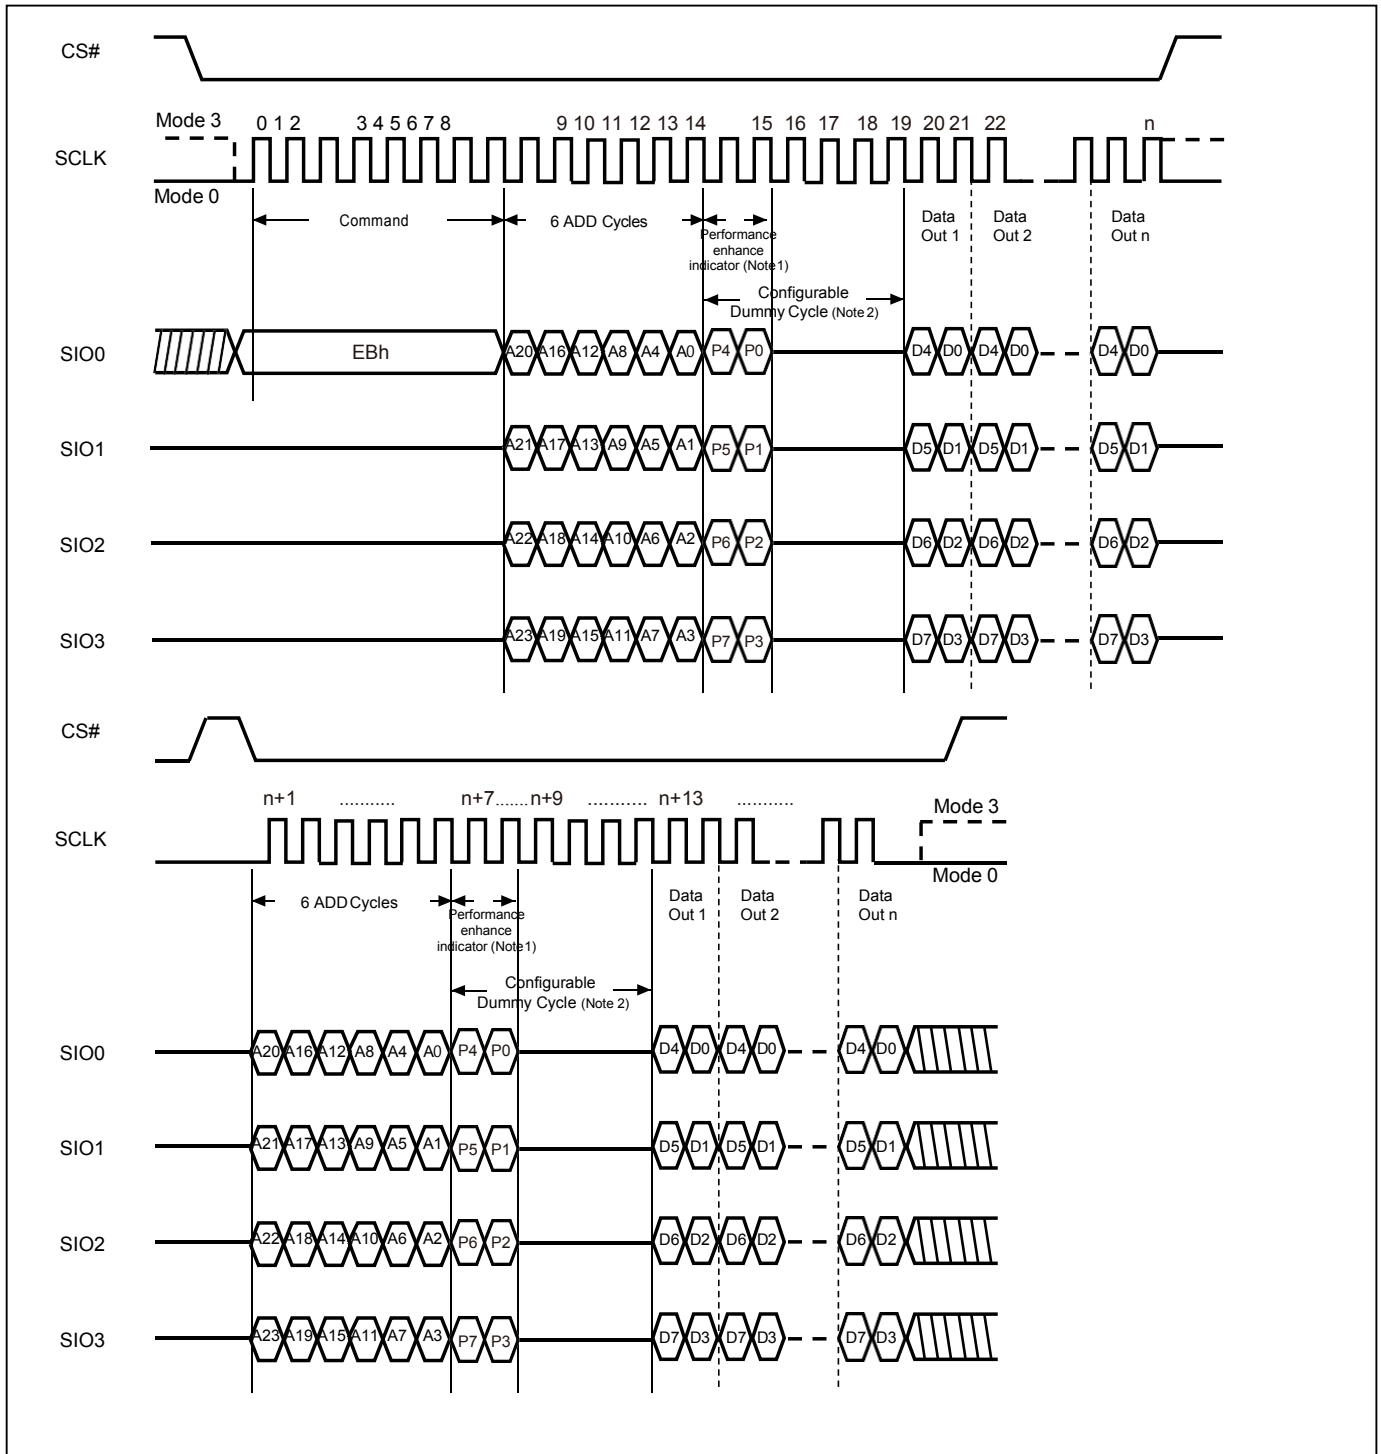 CS#
Mode 3
0 1 2 3 4 5 6 7 8 9 10 11 12 13 14 15 16 17 18 19 20 21 22 n
SCLK
Mode 0
Command
6 ADD Cycles
Performance
enhance
indicator (Note1)
Data
Out 1
Data
Out 2
Data
Out n
Configurable
Dummy Cycle (Note 2)
SIO0 EBh A20 A16 A12 A8 A4 A0 P4 P0 D4 D0 D4 D0 D4 D0
SIO1 A21 A17 A13 A9 A5 A1 P5 P1 D5 D1 D5 D1 D5 D1
SIO2 A22 A18 A14 A10 A6 A2 P6 P2 D6 D2 D6 D2 D6 D2
SIO3 A23 A19 A15 A11 A7 A3 P7 P3 D7 D3 D7 D3 D7 D3
CS#
n+1 ........... n+7.......n+9 ........... n+13 ...........
Mode 3
SCLK
Mode 0
6 ADD Cycles
Performance
enhance
indicator (Note1)
Data
Out 1
Data
Out 2
Data
Out n
Configurable
Dummy Cycle (Note 2)
SIO0 A20 A16 A12 A8 A4 A0 P4 P0 D4 D0 D4 D0 D4 D0
SIO1 A21 A17 A13 A9 A5 A1 P5 P1 D5 D1 D5 D1 D5 D1
SIO2 A22 A18 A14 A10 A6 A2 P6 P2 D6 D2 D6 D2 D6 D2
SIO3 A23 A19 A15 A11 A7 A3 P7 P3 D7 D3 D7 D3 D7 D3